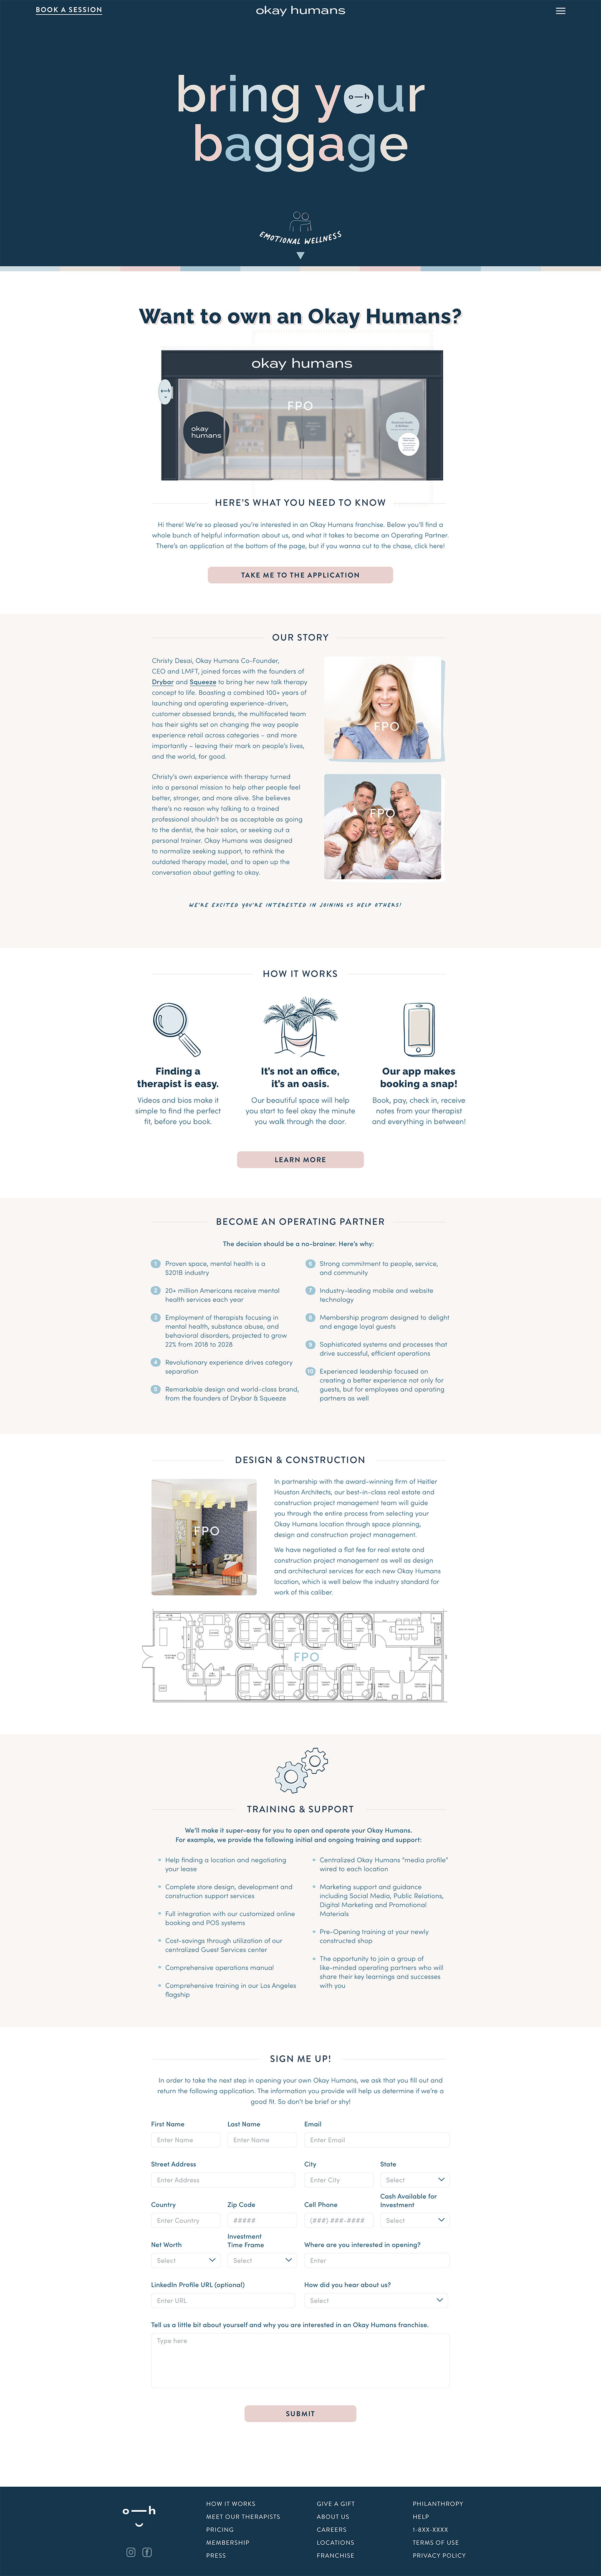 BOOK A SESSION
okay humans
bring your
baggage
EMOTIONAL WELLNESS
Want to own an Okay Humans?
okay humans
FPO
okay
humans
HERE'S WHAT YOU NEED TO KNOW
Hi there! We're so pleased you're interested in an Okay Humans franchise. Below you'll find a
whole bunch of helpful information about us, and what it takes to become an Operating Partner.
There's an application at the bottom of the page, but if you wanna cut to the chase, click here!
TAKE ME TO THE APPLICATION
OUR STORY
Christy Desai, Okay Humans Co-Founder,
CEO and LMFT, joined forces with the founders of
Drybar and Squeeze to bring her new talk therapy
concept to life. Boasting a combined 100+ years of
launching and operating experience-driven,
customer obsessed brands, the multifaceted team
has their sights set on changing the way people
experience retail across categories – and more
importantly – leaving their mark on people's lives,
and the world, for good.
FPO
Christy's own experience with therapy turned
into a personal mission to help other people feel
better, stronger, and more alive. She believes
there's no reason why talking to a trained
professional shouldn't be as acceptable as going
to the dentist, the hair salon, or seeking out a
personal trainer. Okay Humans was designed
to normalize seeking support, to rethink the
outdated therapy model, and to open up the
conversation about getting to okay.
FPO
WE'RE EXCITED YOU'RE INTERESTED IN JOINING US HELP OTHERS!
HOW IT WORKS
Finding a
therapist is easy.
Videos and bios make it
simple to find the perfect
fit, before you book.
It's not an office,
it's an oasis.
Our beautiful space will help
you start to feel okay the minute
you walk through the door.
Our app makes
booking a snap!
Book, pay, check in, receive
notes from your therapist
and everything in between!
LEARN MORE
BECOME AN OPERATING PARTNER
The decision should be a no-brainer. Here's why:
1 Proven space, mental health is a
$201B industry
2 20+ million Americans receive mental
health services each year
3 Employment of therapists focusing in
mental health, substance abuse, and
behavioral disorders, projected to grow
22% from 2018 to 2028
4 Revolutionary experience drives category
separation
5 Remarkable design and world-class brand,
from the founders of Drybar & Squeeze
6 Strong commitment to people, service,
and community
7 Industry-leading mobile and website
technology
8 Membership program designed to delight
and engage loyal guests
9 Sophisticated systems and processes that
drive successful, efficient operations
10 Experienced leadership focused on
creating a better experience not only for
guests, but for employees and operating
partners as well
DESIGN & CONSTRUCTION
FPO
In partnership with the award-winning firm of Heitler
Houston Architects, our best-in-class real estate and
construction project management team will guide
you through the entire process from selecting your
Okay Humans location through space planning,
design and construction project management.
We have negotiated a flat fee for real estate and
construction project management as well as design
and architectural services for each new Okay Humans
location, which is well below the industry standard for
work of this caliber.
FPO
TRAINING & SUPPORT
We'll make it super-easy for you to open and operate your Okay Humans.
For example, we provide the following initial and ongoing training and support:
Help finding a location and negotiating
your lease
Complete store design, development and
construction support services
Full integration with our customized online
booking and POS systems
Cost-savings through utilization of our
centralized Guest Services center
Comprehensive operations manual
Comprehensive training in our Los Angeles
flagship
Centralized Okay Humans "media profile"
wired to each location
Marketing support and guidance
including Social Media, Public Relations,
Digital Marketing and Promotional
Materials
Pre-Opening training at your newly
constructed shop
The opportunity to join a group of
like-minded operating partners who will
share their key learnings and successes
with you
SIGN ME UP!
In order to take the next step in opening your own Okay Humans, we ask that you fill out and
return the following application. The information you provide will help us determine if we're a
good fit. So don't be brief or shy!
First Name
Last Name
Email
Enter Name
Enter Name
Enter Email
Street Address
City
State
Enter Address
Enter City
Select
Country
Zip Code
Cell Phone
Cash Available for
Investment
Enter Country
#####
(###) ###-####
Select
Net Worth
Investment
Time Frame
Where are you interested in opening?
Select
Select
Enter
LinkedIn Profile URL (optional)
How did you hear about us?
Enter URL
Select
Tell us a little bit about yourself and why you are interested in an Okay Humans franchise.
Type here
SUBMIT
o—h
HOW IT WORKS
MEET OUR THERAPISTS
PRICING
MEMBERSHIP
PRESS
GIVE A GIFT
ABOUT US
CAREERS
LOCATIONS
FRANCHISE
PHILANTHROPY
HELP
1-8XX-XXXX
TERMS OF USE
PRIVACY POLICY